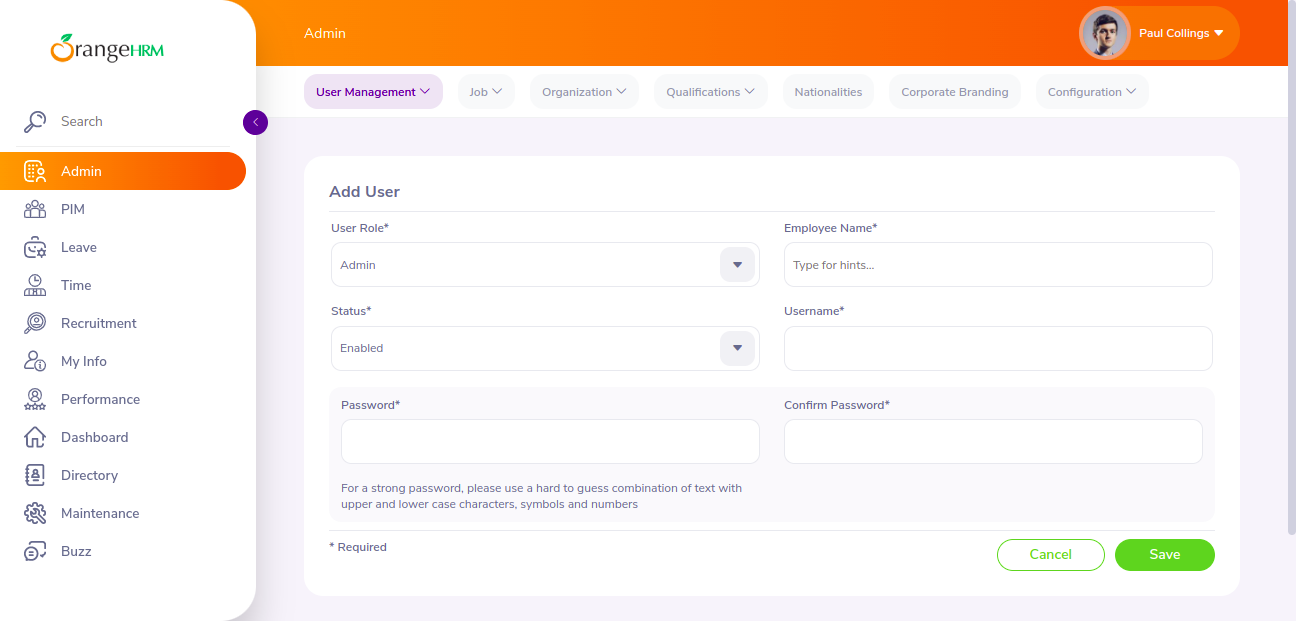 OrangeHRM
Admin
Paul Collings
User Management
Job
Organization
Qualifications
Nationalities
Corporate Branding
Configuration
Search
Admin
PIM
Leave
Time
Recruitment
My Info
Performance
Dashboard
Directory
Maintenance
Buzz
Add User
User Role*
Employee Name*
Admin
Type for hints...
Status*
Username*
Enabled
Password*
Confirm Password*
For a strong password, please use a hard to guess combination of text with
upper and lower case characters, symbols and numbers
* Required
Cancel
Save